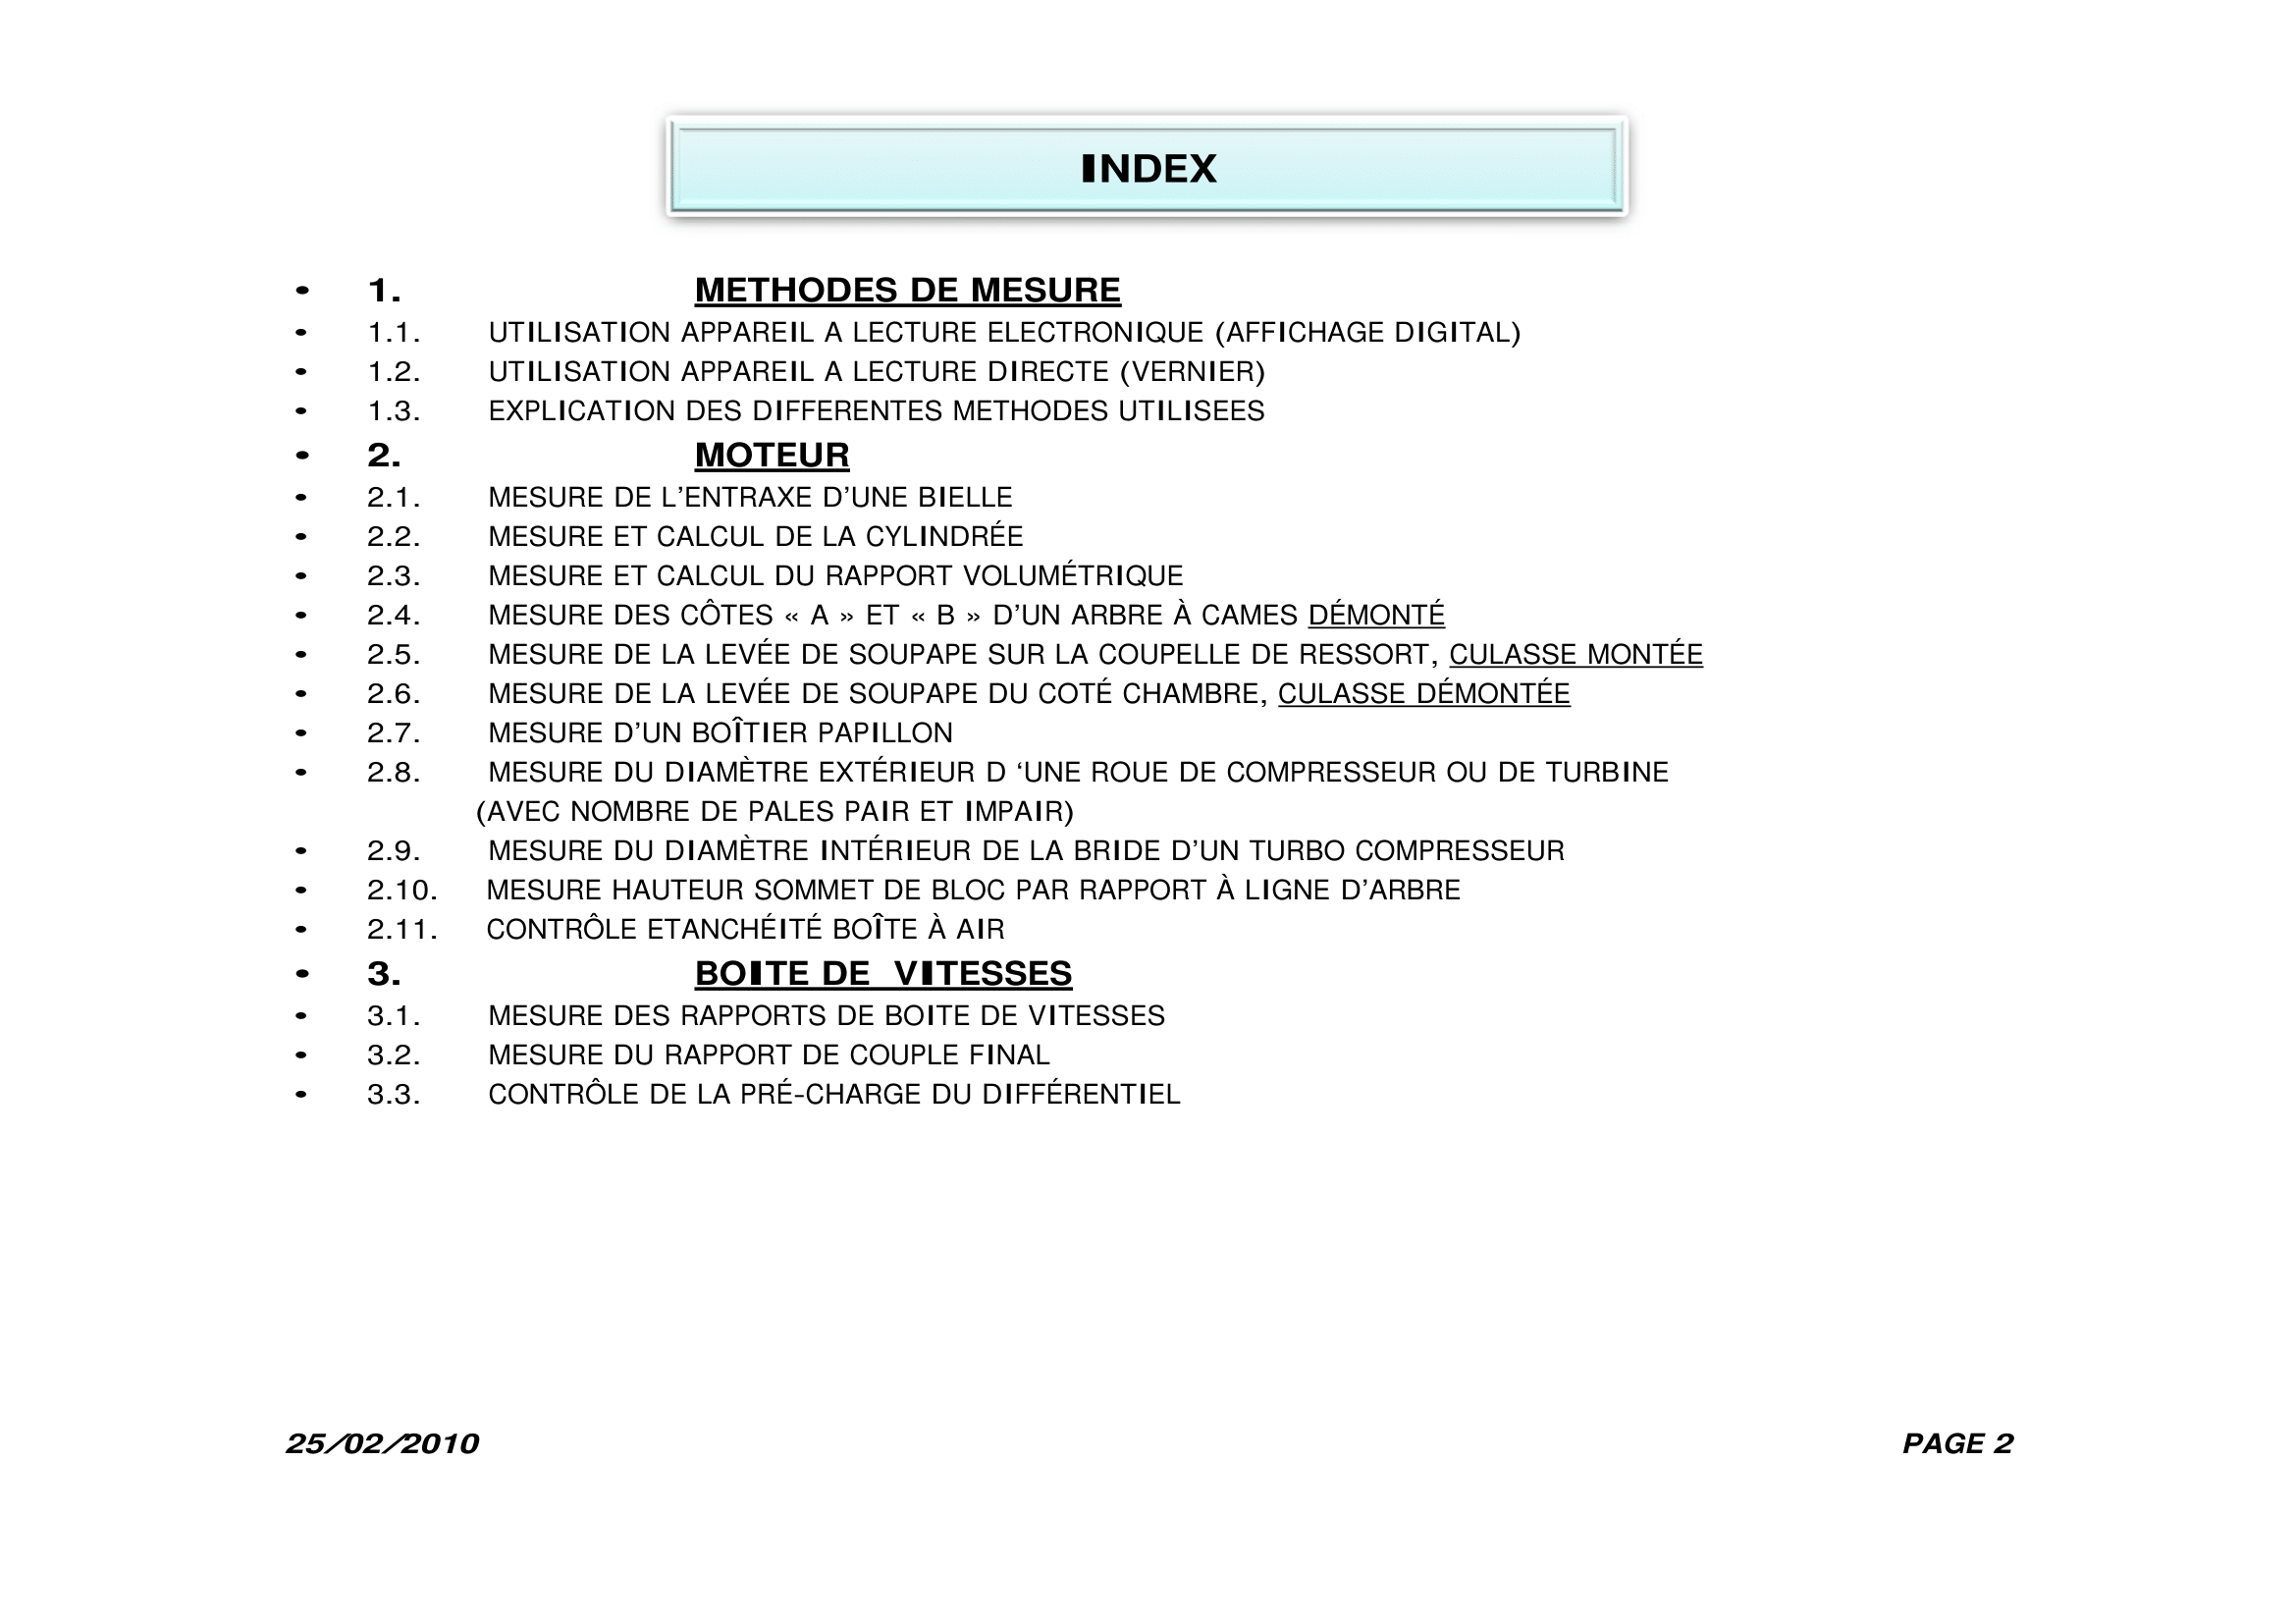 INDEX
• 1. METHODES DE MESURE
• 1.1. UTILISATION APPAREIL A LECTURE ELECTRONIQUE (AFFICHAGE DIGITAL)
• 1.2. UTILISATION APPAREIL A LECTURE DIRECTE (VERNIER)
• 1.3. EXPLICATION DES DIFFERENTES METHODES UTILISEES
• 2. MOTEUR
• 2.1. MESURE DE L’ENTRAXE D’UNE BIELLE
• 2.2. MESURE ET CALCUL DE LA CYLINDRÉE
• 2.3. MESURE ET CALCUL DU RAPPORT VOLUMÉTRIQUE
• 2.4. MESURE DES CÔTES « A » ET « B » D’UN ARBRE À CAMES DÉMONTÉ
• 2.5. MESURE DE LA LEVÉE DE SOUPAPE SUR LA COUPELLE DE RESSORT, CULASSE MONTÉE
• 2.6. MESURE DE LA LEVÉE DE SOUPAPE DU COTÉ CHAMBRE, CULASSE DÉMONTÉE
• 2.7. MESURE D’UN BOÎTIER PAPILLON
• 2.8. MESURE DU DIAMÈTRE EXTÉRIEUR D ‘UNE ROUE DE COMPRESSEUR OU DE TURBINE
(AVEC NOMBRE DE PALES PAIR ET IMPAIR)
• 2.9. MESURE DU DIAMÈTRE INTÉRIEUR DE LA BRIDE D’UN TURBO COMPRESSEUR
• 2.10. MESURE HAUTEUR SOMMET DE BLOC PAR RAPPORT À LIGNE D’ARBRE
• 2.11. CONTRÔLE ETANCHÉITÉ BOÎTE À AIR
• 3. BOITE DE VITESSES
• 3.1. MESURE DES RAPPORTS DE BOITE DE VITESSES
• 3.2. MESURE DU RAPPORT DE COUPLE FINAL
• 3.3. CONTRÔLE DE LA PRÉ-CHARGE DU DIFFÉRENTIEL
25/02/2010
PAGE 2